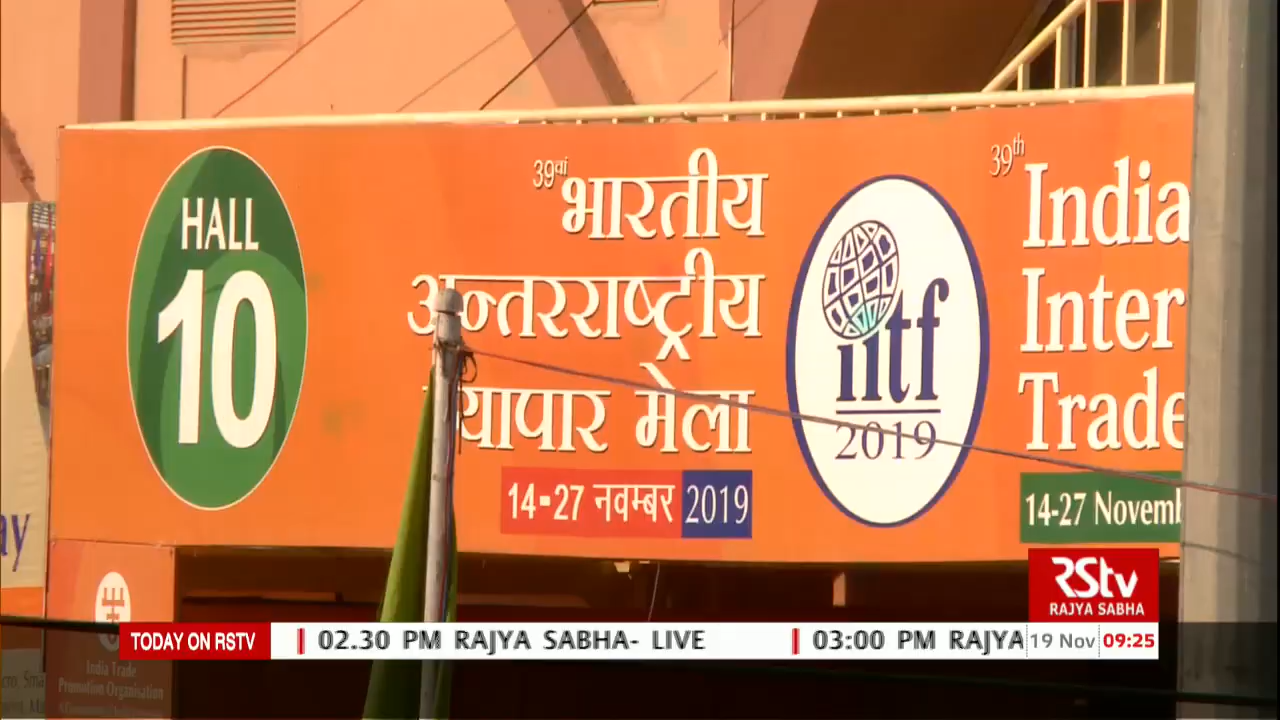 HALL
10
39वां
भारतीय
अन्तरराष्ट्रीय
व्यापार मेला
14-27 नवम्बर 2019
iitf
2019
39th
India
Inter
Trade
14-27 Novemb
ay
India Trade
Promotion Organisation
RStv
RAJYA SABHA
TODAY ON RSTV
02.30 PM RAJYA SABHA- LIVE
03:00 PM RAJYA
19 Nov 09:25